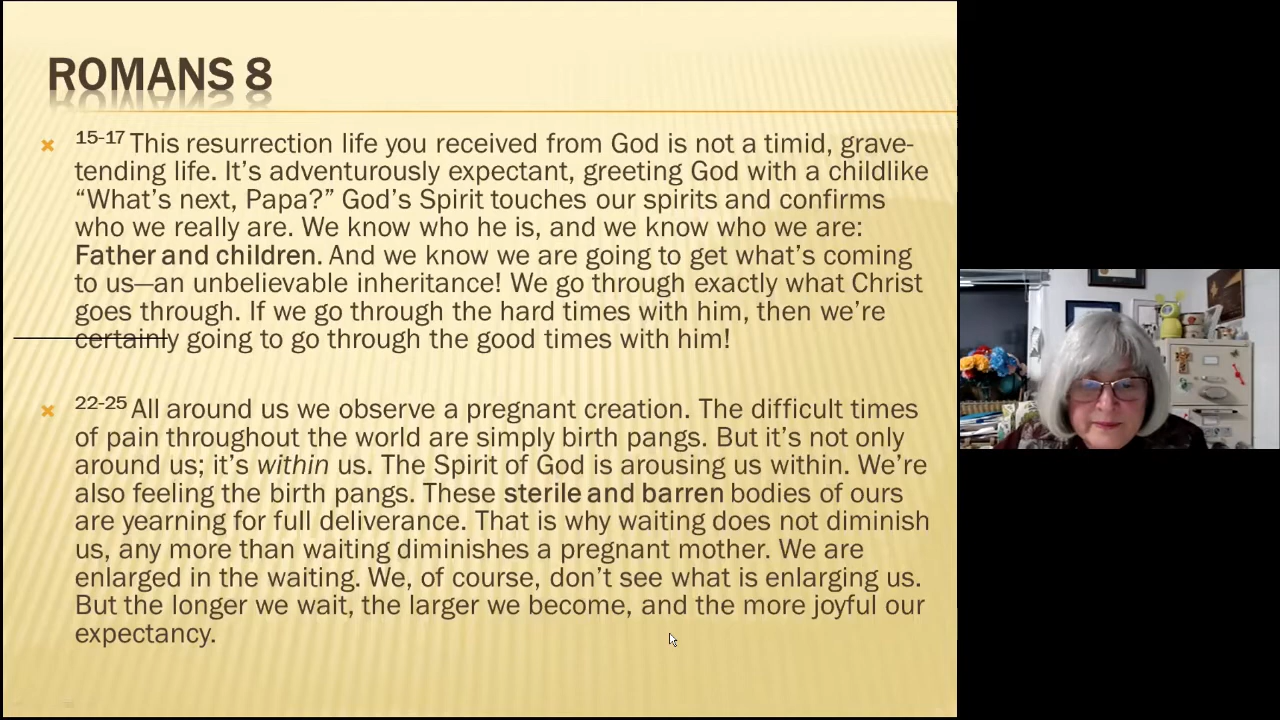 ROMANS 8
15-17 This resurrection life you received from God is not a timid, grave-
tending life. It’s adventurously expectant, greeting God with a childlike
“What’s next, Papa?” God’s Spirit touches our spirits and confirms
who we really are. We know who he is, and we know who we are:
Father and children. And we know we are going to get what’s coming
to us—an unbelievable inheritance! We go through exactly what Christ
goes through. If we go through the hard times with him, then we’re
certainly going to go through the good times with him!
22-25 All around us we observe a pregnant creation. The difficult times
of pain throughout the world are simply birth pangs. But it’s not only
around us; it’s within us. The Spirit of God is arousing us within. We’re
also feeling the birth pangs. These sterile and barren bodies of ours
are yearning for full deliverance. That is why waiting does not diminish
us, any more than waiting diminishes a pregnant mother. We are
enlarged in the waiting. We, of course, don’t see what is enlarging us.
But the longer we wait, the larger we become, and the more joyful our
expectancy.